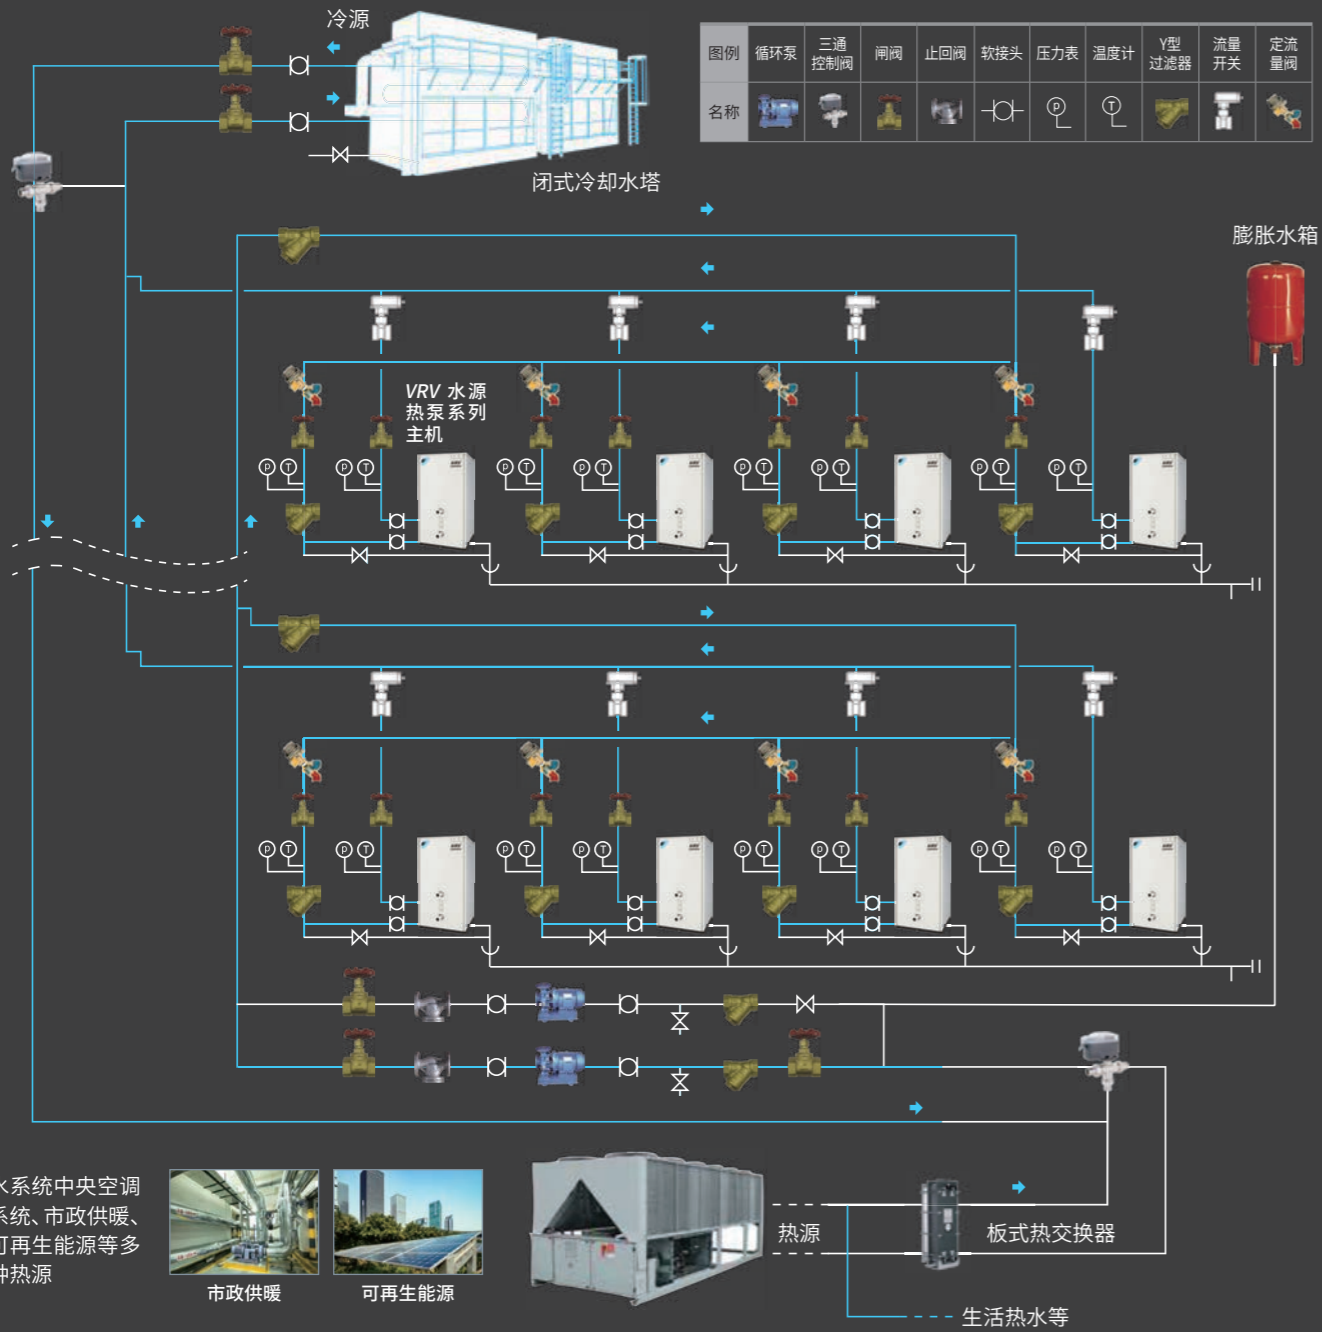 冷源
闭式冷却水塔
图例 循环泵 三通 控制阀 闸阀 止回阀 软接头 压力表 温度计 Y型 过滤器 流量 开关 定流 量阀
名称 P T
膨胀水箱
VRV 水源
热泵系列
主机
P T P T P T P T P T P T P T P T
P T P T P T P T P T P T P T P T
水系统中央空调
系统、市政供暖、
可再生能源等多
种热源
市政供暖
可再生能源
热源
板式热交换器
生活热水等